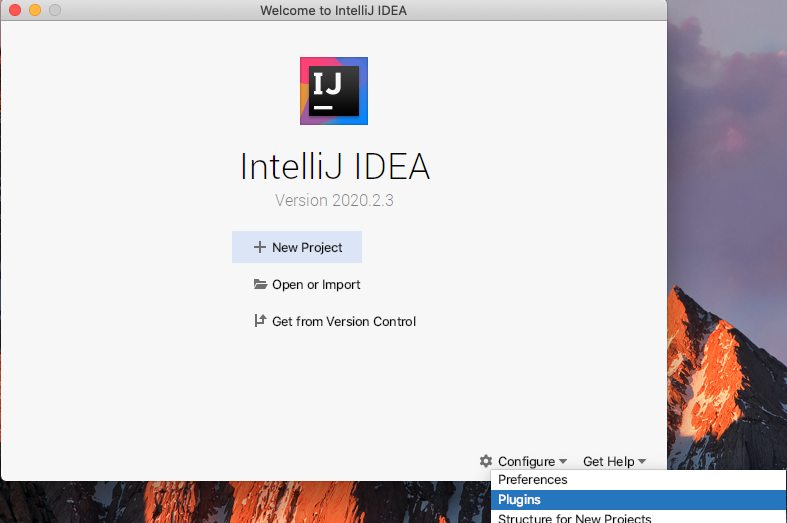 Welcome to IntelliJ IDEA
IJ
IntelliJ IDEA
Version 2020.2.3
New Project
Open or Import
Get from Version Control
Configure Get Help
Preferences
Plugins
Structure for New Projects